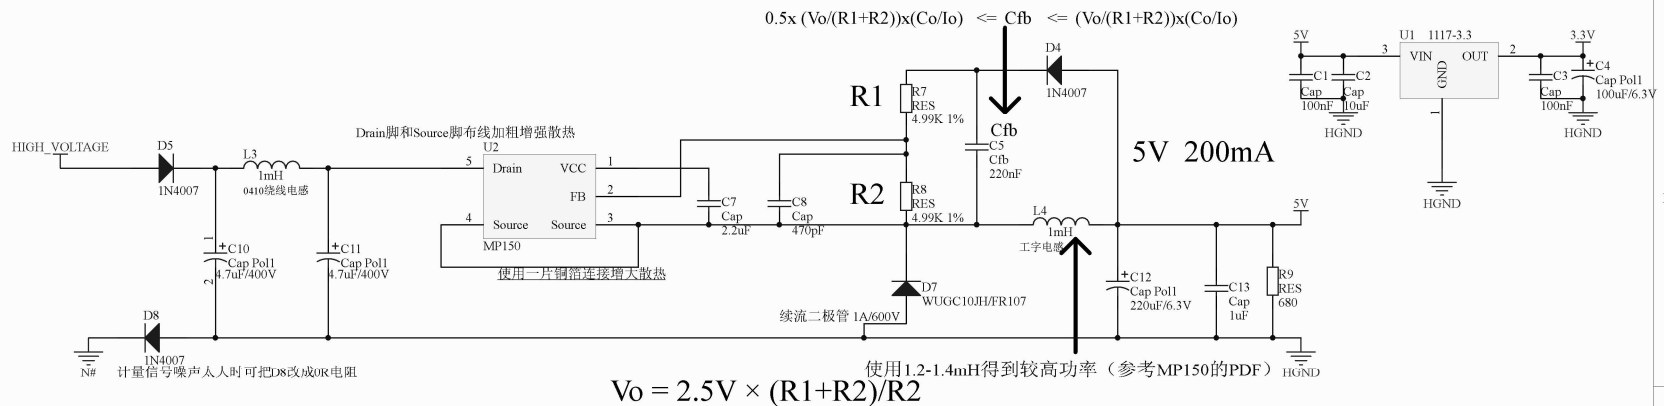 0.5x (Vo/(R1+R2))x(Co/Io) <= Cfb <= (Vo/(R1+R2))x(Co/Io)
HIGH_VOLTAGE
D5
1N4007
L3
1mH
0410绕线电感
Drain脚和Source脚布线加粗增强散热
U2
5
Drain
VCC
1
FB
2
4
Source
Source
3
MP150
使用一片铜箔连接增大散热
1
2
C10
Cap Pol1
4.7uF/400V
C11
Cap Pol1
4.7uF/400V
D8
1N4007
N#
计量信号噪声太人时可把D8改成0R电阻
C7
Cap
2.2uF
C8
Cap
470pF
R1
R7
RES
4.99K 1%
R2
R8
RES
4.99K 1%
Cfb
C5
Cfb
220nF
D4
1N4007
5V 200mA
D7
WUGC10JH/FR107
续流二极管 1A/600V
L4
1mH
工字电感
5V
C12
Cap Pol1
220uF/6.3V
C13
Cap
1uF
R9
RES
680
HGND
使用1.2-1.4mH得到较高功率（参考MP150的PDF）
Vo = 2.5V × (R1+R2)/R2
5V
C1
Cap
100nF
C2
Cap
10uF
HGND
U1
1117-3.3
3
VIN
OUT
2
GND
1
HGND
3.3V
C3
Cap
100nF
C4
Cap Pol1
100uF/6.3V
HGND